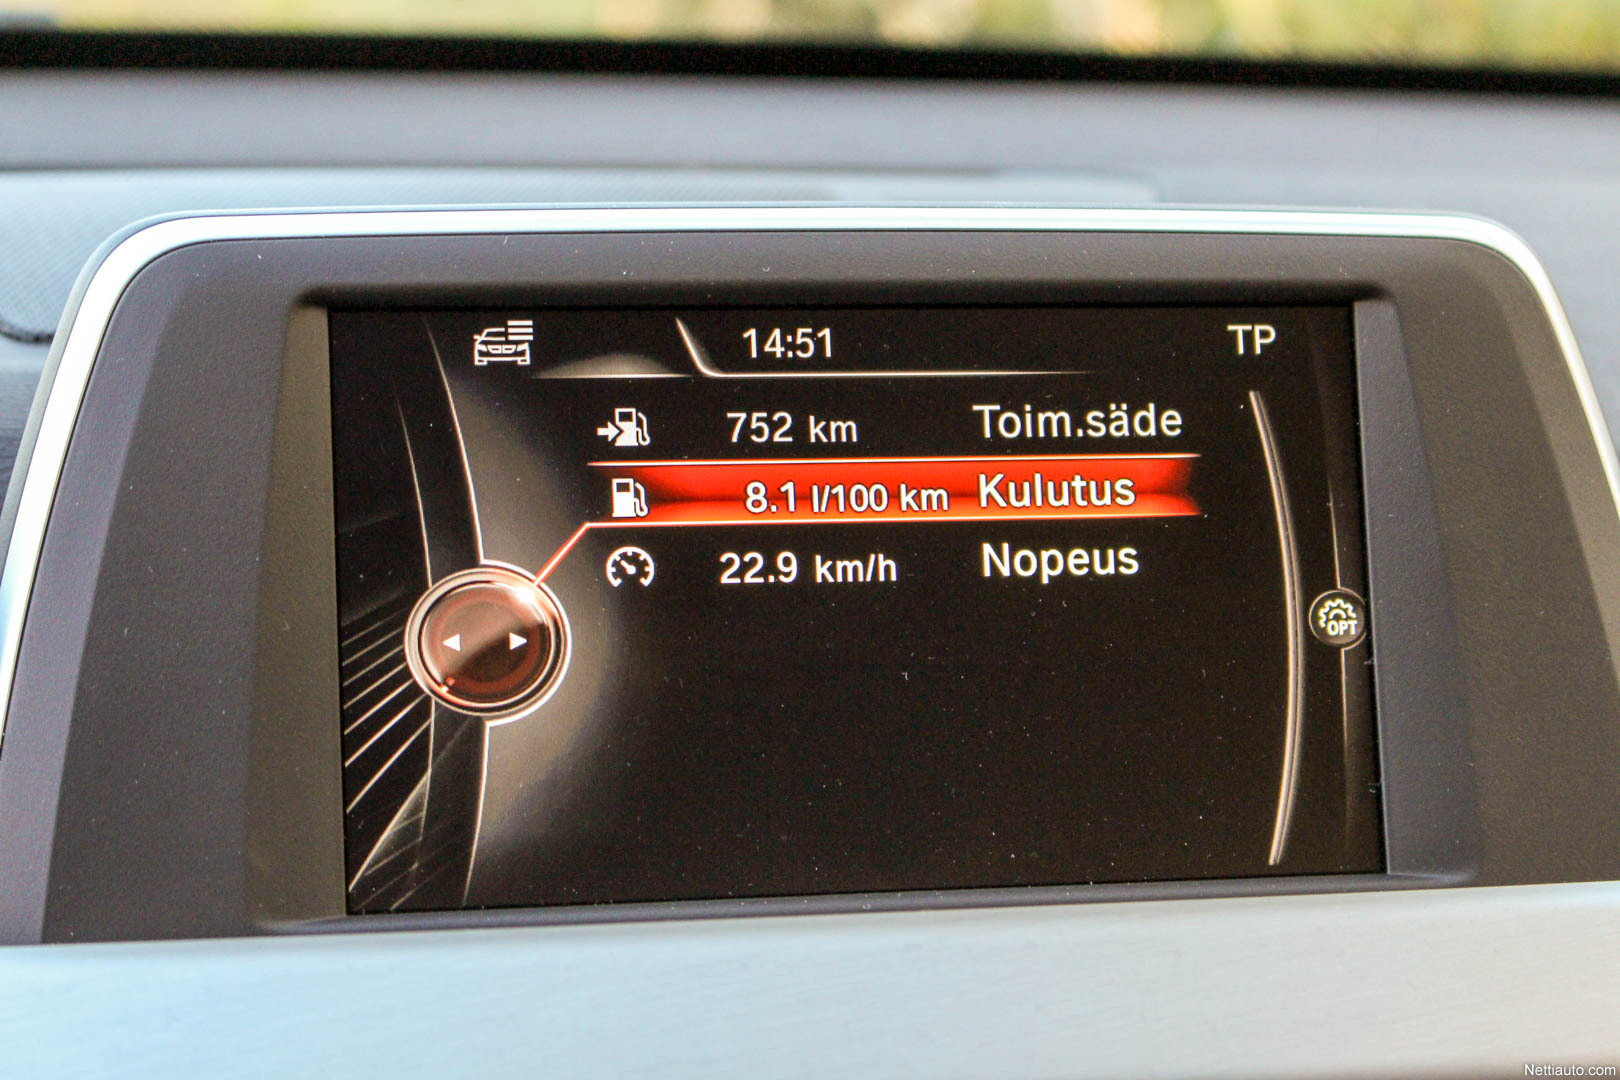 14:51 TP
752 km Toim.säde
8.1 l/100 km Kulutus
22.9 km/h Nopeus
OPT
Nettiauto.com